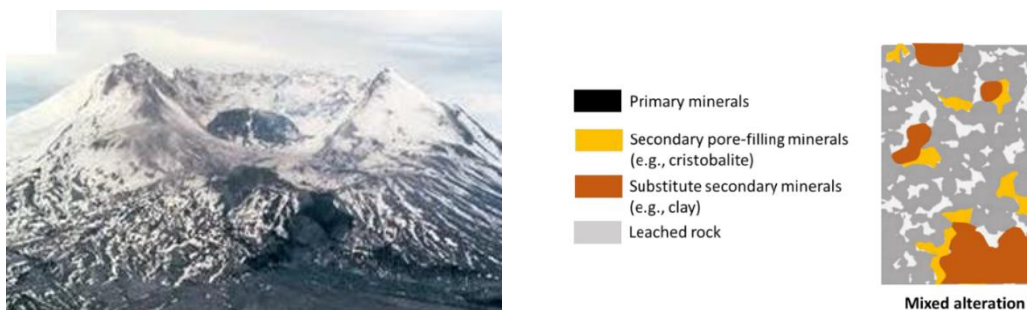 Primary minerals
Secondary pore-filling minerals
(e.g., cristobalite)
Substitute secondary minerals
(e.g., clay)
Leached rock
Mixed alteration